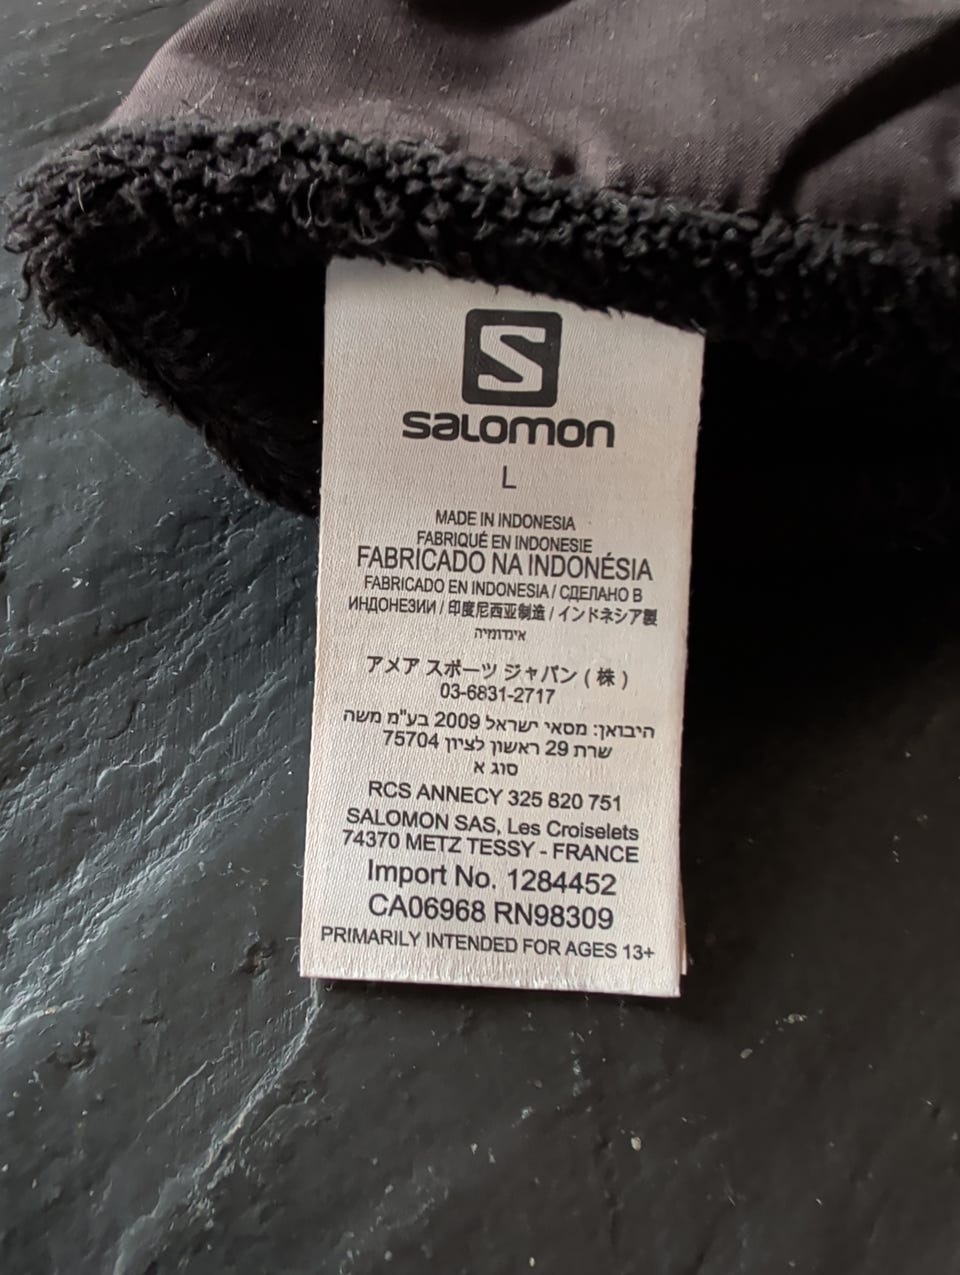 S
SALOMON
L
MADE IN INDONESIA
FABRIQUÉ EN INDONESIE
FABRICADO NA INDONÉSIA
FABRICADO EN INDONESIA / СДЕЛАНО В
ИНДОНЕЗИИ / 印度尼西亚制造 / インドネシア製
אינדומיה
アメア スポーツ ジャパン ( 株 )
03-6831-2717
היבואן: מסאי ישראל 2009 בע"מ משה
שרת 29 ראשון לציון 75704
סוג א
RCS ANNECY 325 820 751
SALOMON SAS, Les Croiselets
74370 METZ TESSY - FRANCE
Import No. 1284452
CA06968 RN98309
PRIMARILY INTENDED FOR AGES 13+